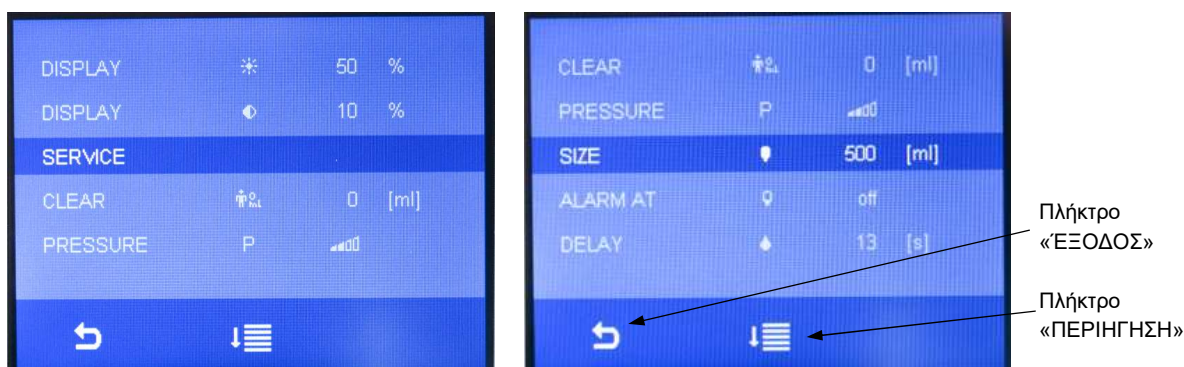 DISPLAY 50 %
DISPLAY 10 %
SERVICE
CLEAR 0 [ml]
PRESSURE P
CLEAR 0 [ml]
PRESSURE P
SIZE 500 [ml]
ALARM AT off
DELAY 13 [s]
Πλήκτρο
«ΈΞΟΔΟΣ»
Πλήκτρο
«ΠΕΡΙΗΓΗΣΗ»